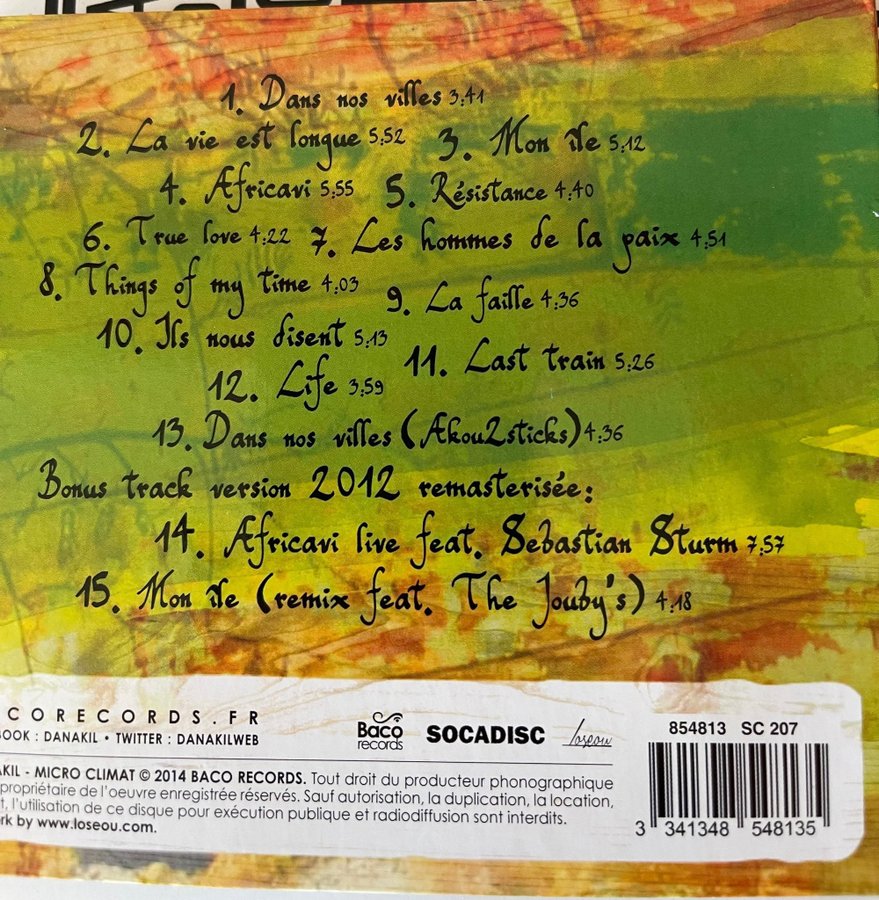 1. Dans nos villes 3:41
2. La vie est longue 5:52 3. Mon île 5:12
4. Africavi 5:55 5. Résistance 4:40
6. True love 4:22 7. Les hommes de la paix 4:51
8. Things of my time 4:03 9. La faille 4:36
10. Ils nous disent 5:13 11. Last train 5:26
12. Life 3:59
13. Dans nos villes (Akou2sticks) 4:36
Bonus track version 2012 remasterisée:
14. Africavi live feat. Sebastian Sturm 7:57
15. Mon île (remix feat. The Jouby's) 4:18
CORECORDS.FR
OOK : DANAKIL • TWITTER : DANAKILWEB
Baco records SOCADISC loseou
854813 SC 207
KIL - MICRO CLIMAT © 2014 BACO RECORDS. Tout droit du producteur phonographique
propriétaire de l'oeuvre enregistrée réservés. Sauf autorisation, la duplication, la location,
t, l'utilisation de ce disque pour exécution publique et radiodiffusion sont interdits.
rk by www.loseou.com.
3 341348 548135